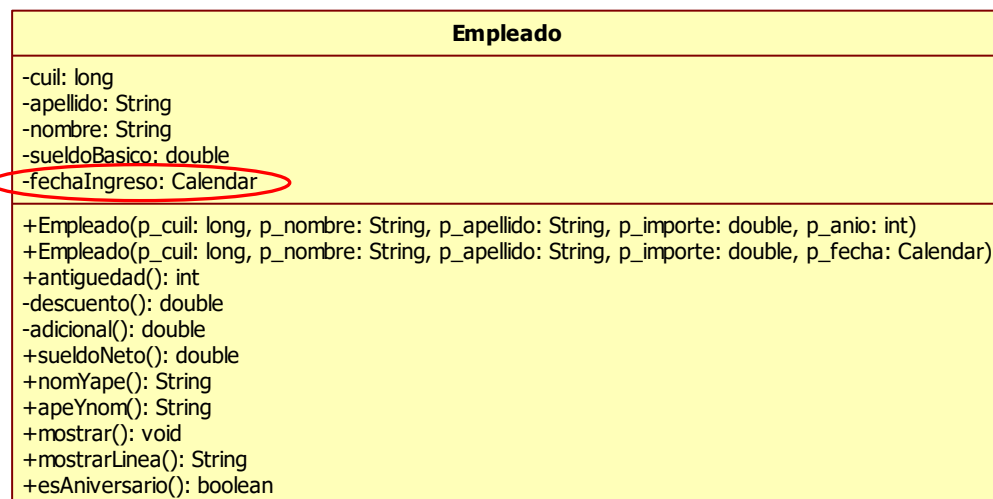 Empleado
-cuil: long
-apellido: String
-nombre: String
-sueldoBasico: double
-fechaIngreso: Calendar
+Empleado(p_cuil: long, p_nombre: String, p_apellido: String, p_importe: double, p_anio: int)
+Empleado(p_cuil: long, p_nombre: String, p_apellido: String, p_importe: double, p_fecha: Calendar)
+antiguedad(): int
-descuento(): double
-adicional(): double
+sueldoNeto(): double
+nomYape(): String
+apeYnom(): String
+mostrar(): void
+mostrarLinea(): String
+esAniversario(): boolean